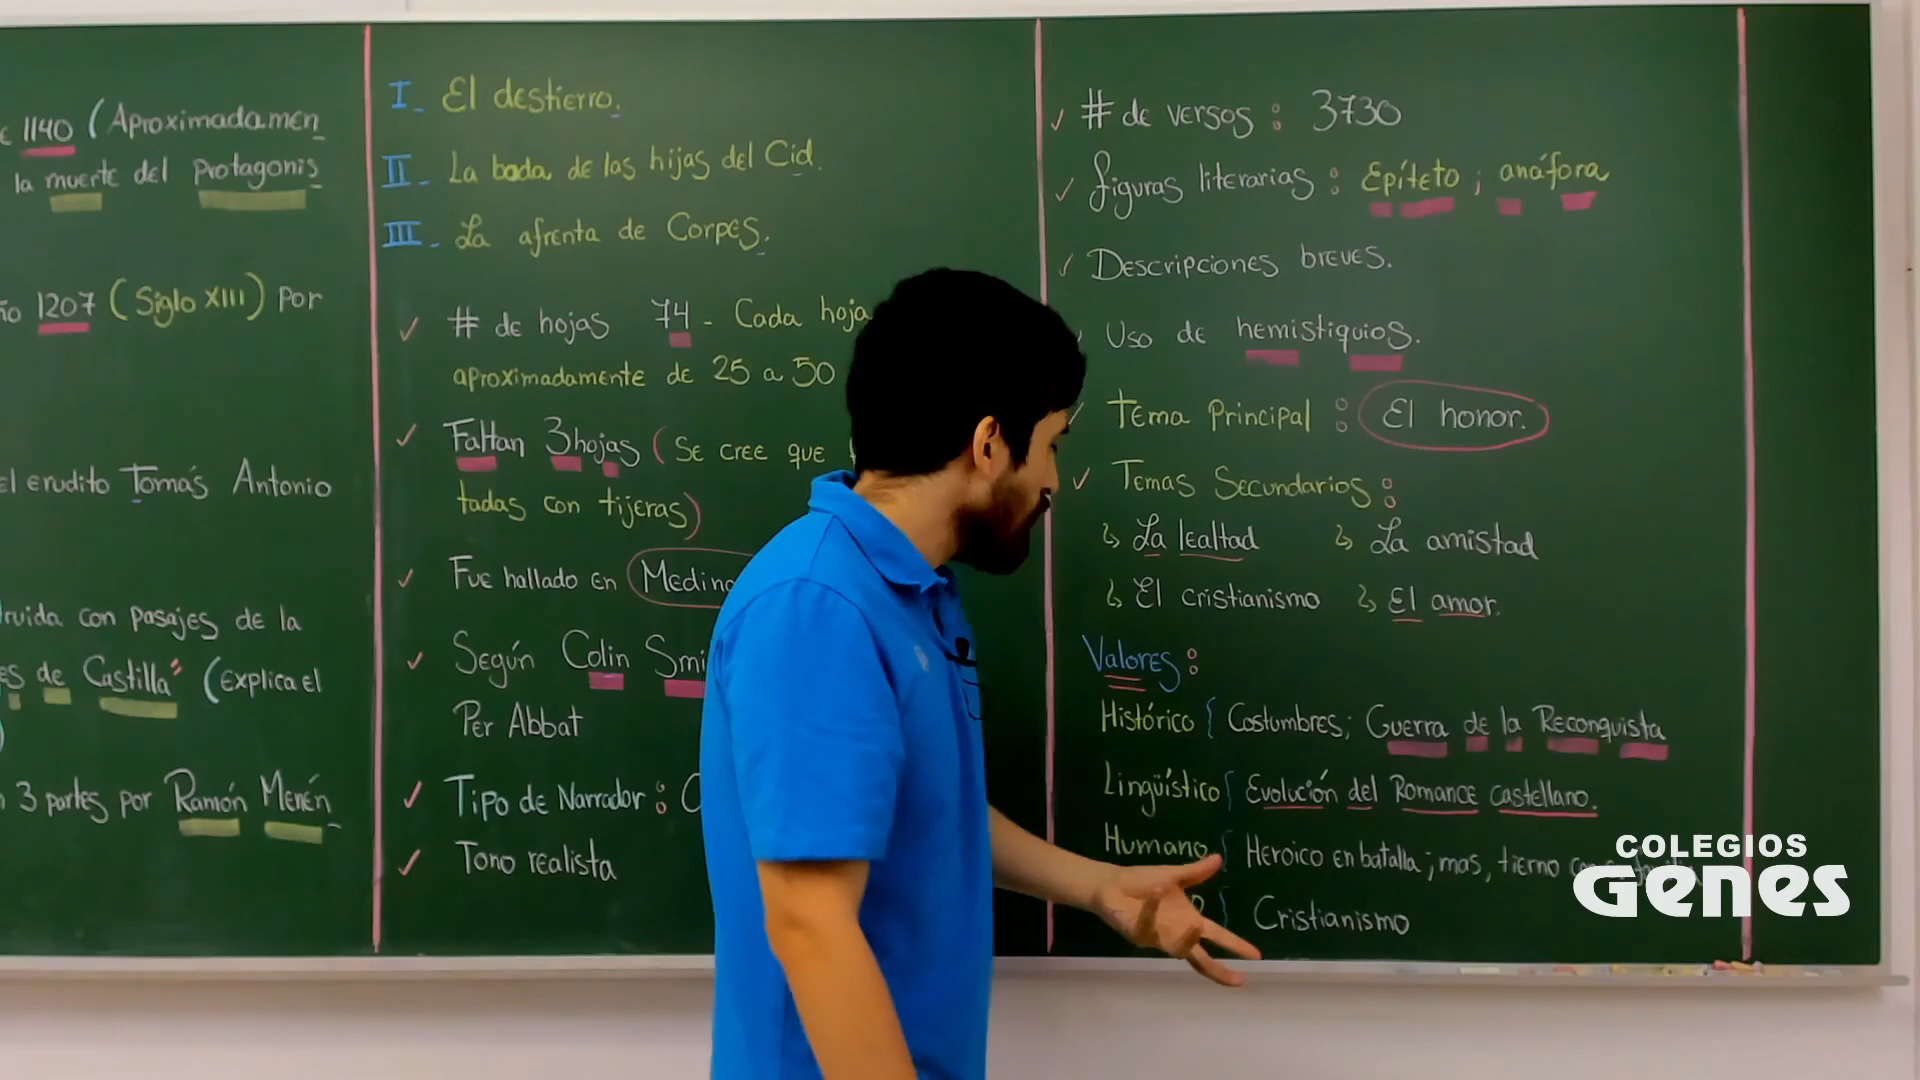 1140 (Aproximadamen
la muerte del Protagonis
1207 (Siglo XIII) por
el erudito Tomás Antonio
con pasajes de la
de Castilla" (explica el
3 partes por Ramón Menén
I_ El destierro.
II_ La boda de las hijas del Cid.
III_ La afrenta de Corpes.
✓ # de hojas 74_ Cada hoja
aproximadamente de 25 a 50
✓ Faltan 3 hojas (Se cree que
tadas con tijeras)
✓ Fue hallado en
✓ Según Colin
Per Abbat
✓ Tipo de Narrador:
✓ Tono realista
✓ # de versos: 3730
✓ figuras literarias: Epíteto; anáfora
✓ Descripciones breves.
Uso de hemistiquios.
✓ Tema Principal: El honor.
✓ Temas Secundarios:
↳ La lealtad ↳ La amistad
↳ El cristianismo ↳ El amor.
Valores:
Histórico { Costumbres; Guerra de la Reconquista
Lingüístico { Evolución del Romance castellano.
Humano { Heroico en batalla; mas, tierno
{ Cristianismo
COLEGIOS
GENES